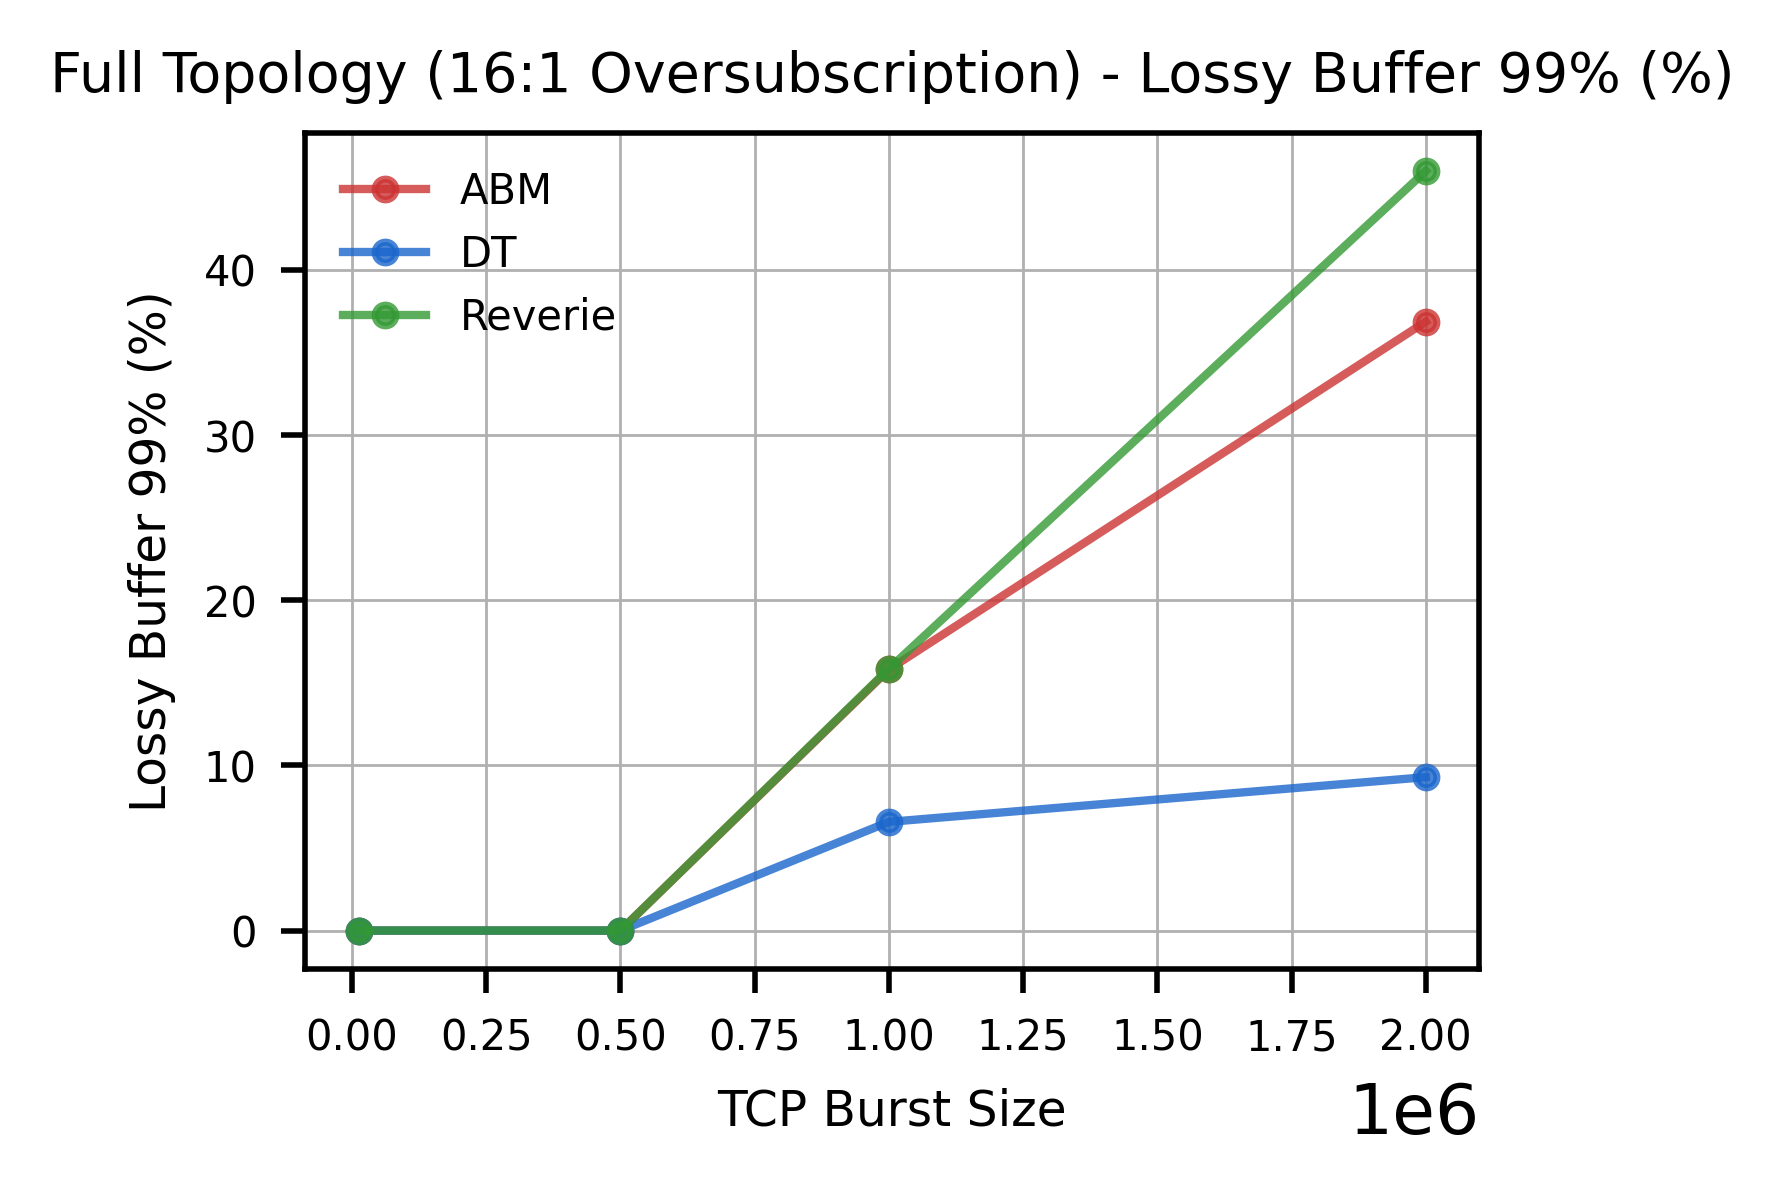 Full Topology (16:1 Oversubscription) - Lossy Buffer 99% (%)
ABM
DT
Reverie
Lossy Buffer 99% (%)
40
30
20
10
0
0.00 0.25 0.50 0.75 1.00 1.25 1.50 1.75 2.00
TCP Burst Size
1e6